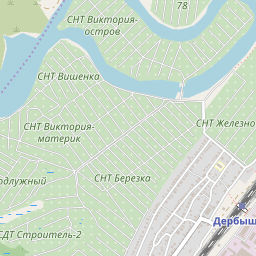 СНТ Виктория-
остров
78
СНТ Вишенка
СНТ Виктория-
материк
СНТ Железно
одлужный
СНТ Березка
Дербыш
СДТ Строитель-2